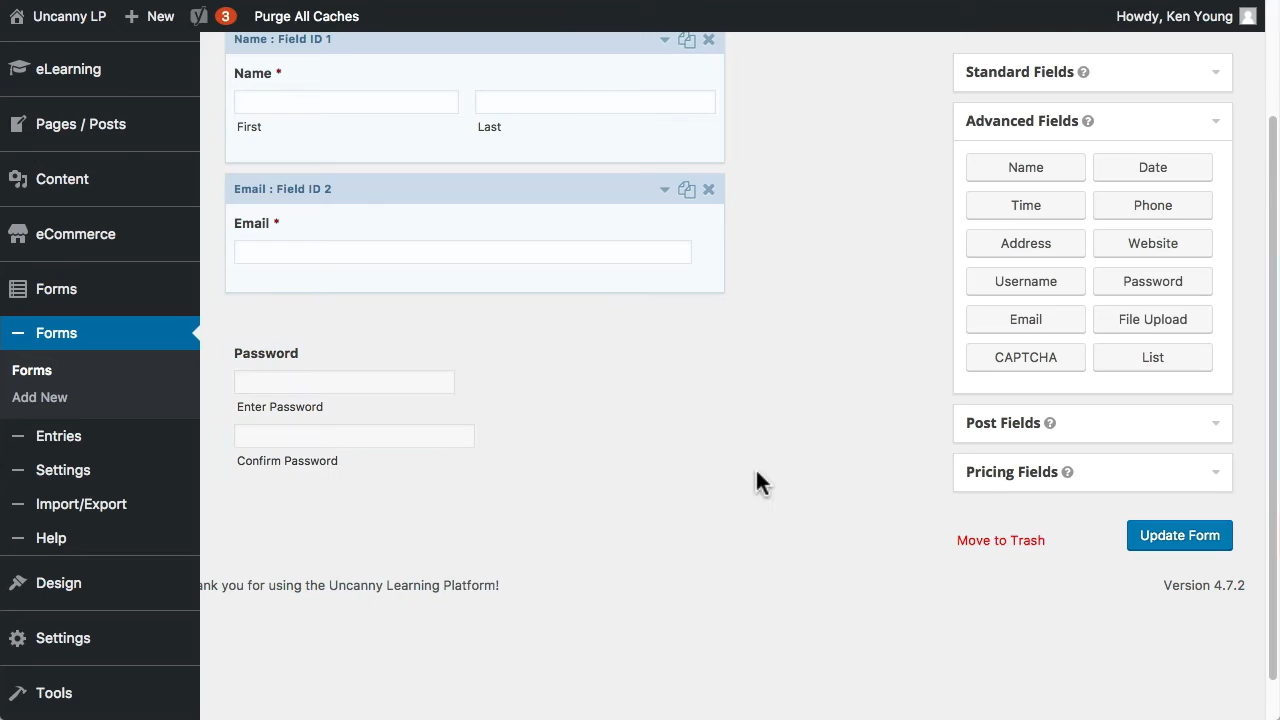 Uncanny LP
New
3
Purge All Caches
Howdy, Ken Young
eLearning
Pages / Posts
Content
eCommerce
Forms
Forms
Forms
Add New
Entries
Settings
Import/Export
Help
Design
Settings
Tools
Name : Field ID 1
Name *
First
Last
Email : Field ID 2
Email *
Password
Enter Password
Confirm Password
ank you for using the Uncanny Learning Platform!
Standard Fields ?
Advanced Fields ?
Name
Date
Time
Phone
Address
Website
Username
Password
Email
File Upload
CAPTCHA
List
Post Fields ?
Pricing Fields ?
Move to Trash
Update Form
Version 4.7.2